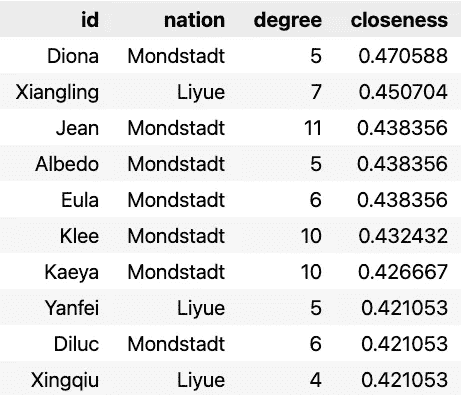 id nation degree closeness
Diona Mondstadt 5 0.470588
Xiangling Liyue 7 0.450704
Jean Mondstadt 11 0.438356
Albedo Mondstadt 5 0.438356
Eula Mondstadt 6 0.438356
Klee Mondstadt 10 0.432432
Kaeya Mondstadt 10 0.426667
Yanfei Liyue 5 0.421053
Diluc Mondstadt 6 0.421053
Xingqiu Liyue 4 0.421053